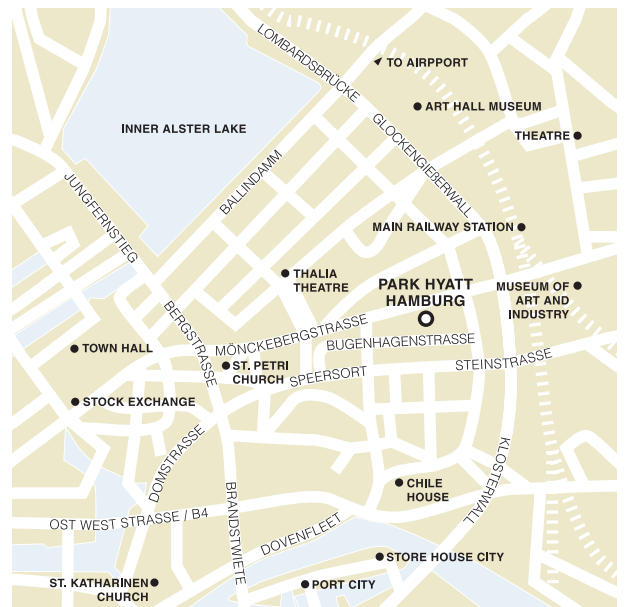 LOMBARDSBRÜCKE
TO AIRPPORT
ART HALL MUSEUM
THEATRE
INNER ALSTER LAKE
GLOCKENGIEßERWALL
BALLINDAMM
JUNGFERNSTIEG
MAIN RAILWAY STATION
THALIA
THEATRE
PARK HYATT
HAMBURG
MUSEUM OF
ART AND
INDUSTRY
BERGSTRASSE
MÖNCKEBERGSTRASSE
BUGENHAGENSTRASSE
TOWN HALL
ST. PETRI
CHURCH
SPEERSORT
STEINSTRASSE
STOCK EXCHANGE
DOMSTRASSE
KLOSTERWALL
CHILE
HOUSE
BRANDSTWIETE
OST WEST STRASSE / B4
DOVENFLEET
STORE HOUSE CITY
ST. KATHARINEN
CHURCH
PORT CITY